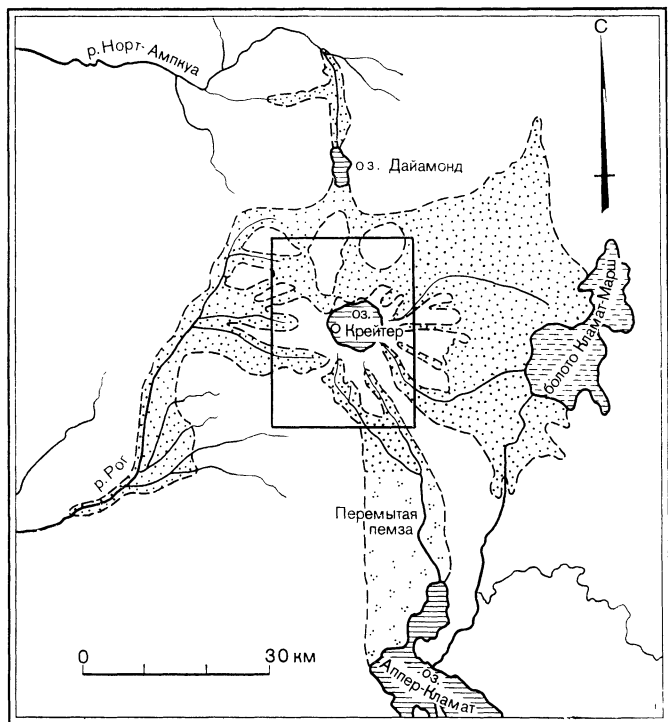 С
р. Норт-Ампкуа
оз. Дайамонд
оз.
Крейтер
болото Кламат-Марш
р. Рог
Перемытая
пемза
0 30 км
оз.
Аппер-Кламат